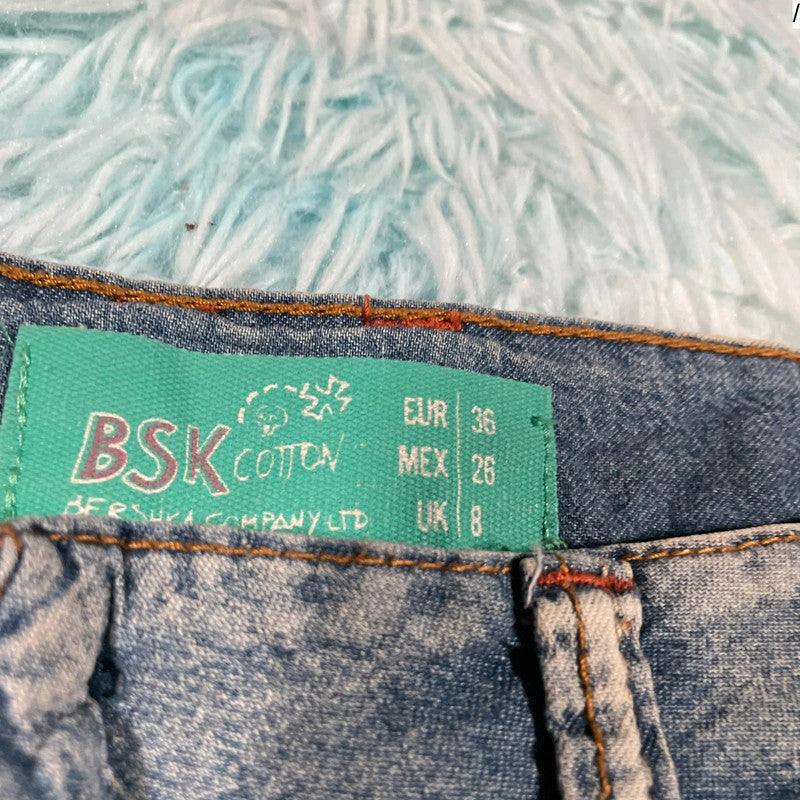 BSK COTTON
BERSHKA COMPANY LTD
EUR 36
MEX 26
UK 8